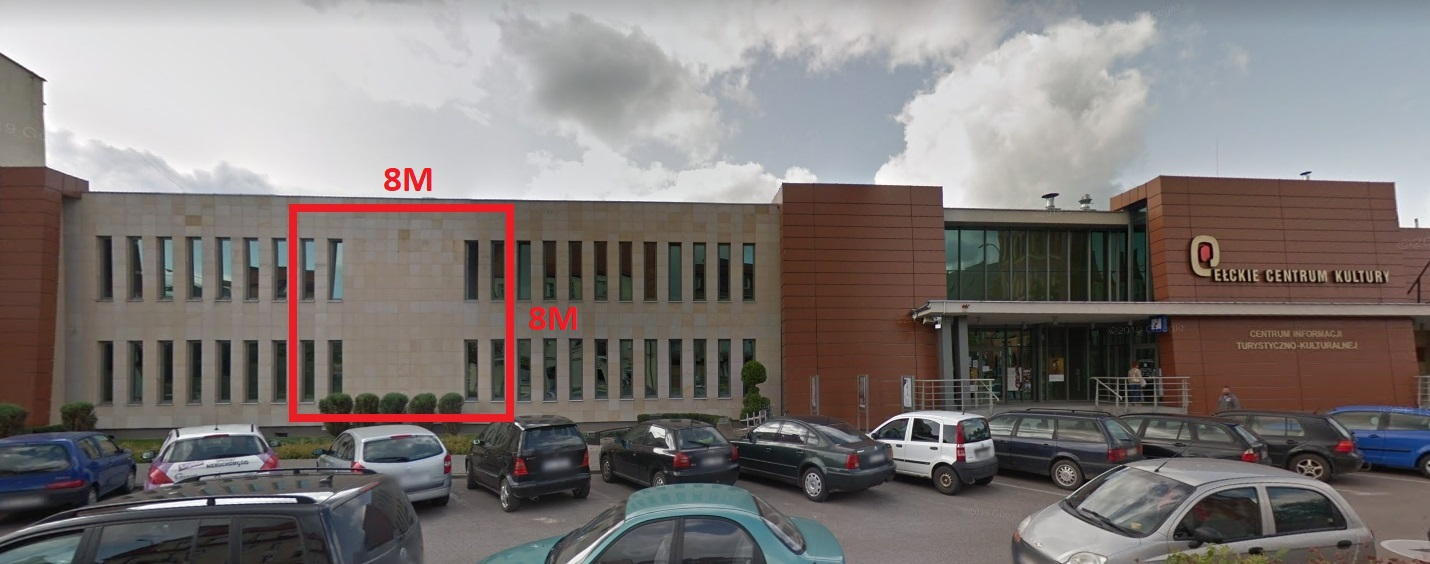 8M
8M
EŁCKIE CENTRUM KULTURY
CENTRUM INFORMACJI
TURYSTYCZNO-KULTURALNEJ